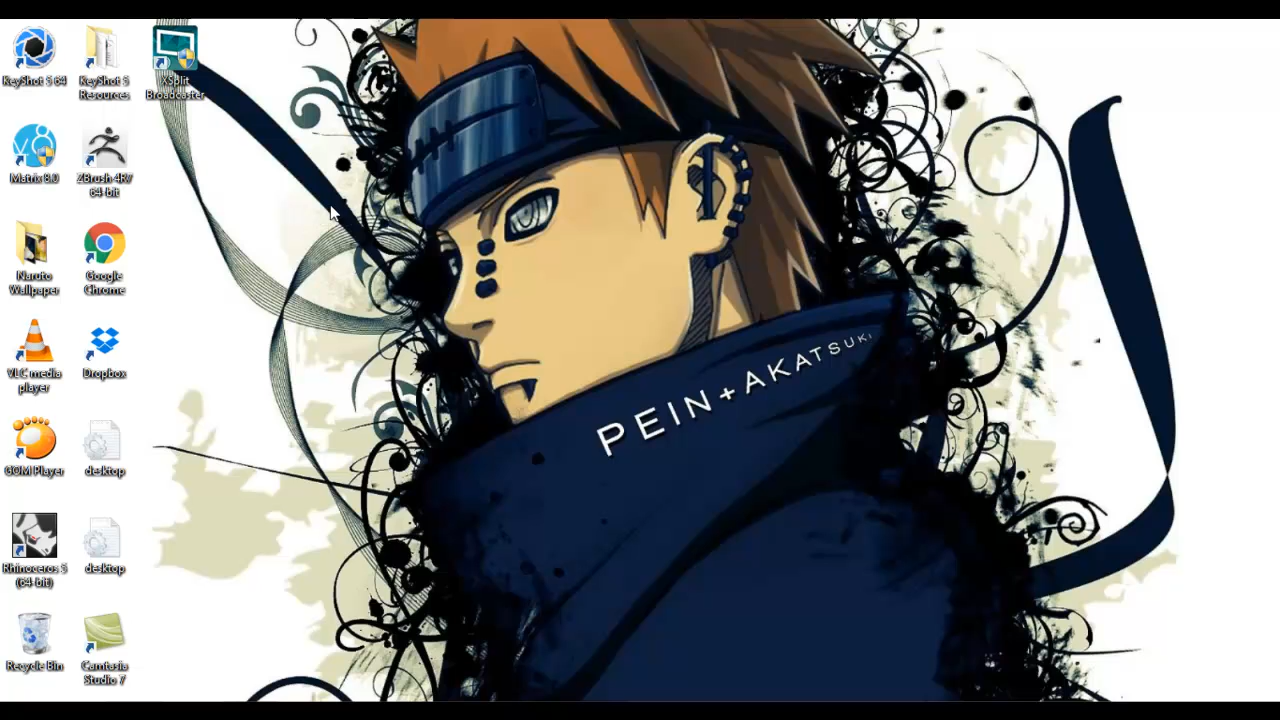 KeyShot 5 64
KeyShot 5
Resources
XSplit
Broadcaster
Matrix 8.0
ZBrush 4R7
64-bit
Naruto
Wallpaper
Google
Chrome
VLC media
player
Dropbox
GOM Player
desktop
Rhinoceros 5
(64-bit)
desktop
Recycle Bin
Camtasia
Studio 7
PEIN+AKATSUKI